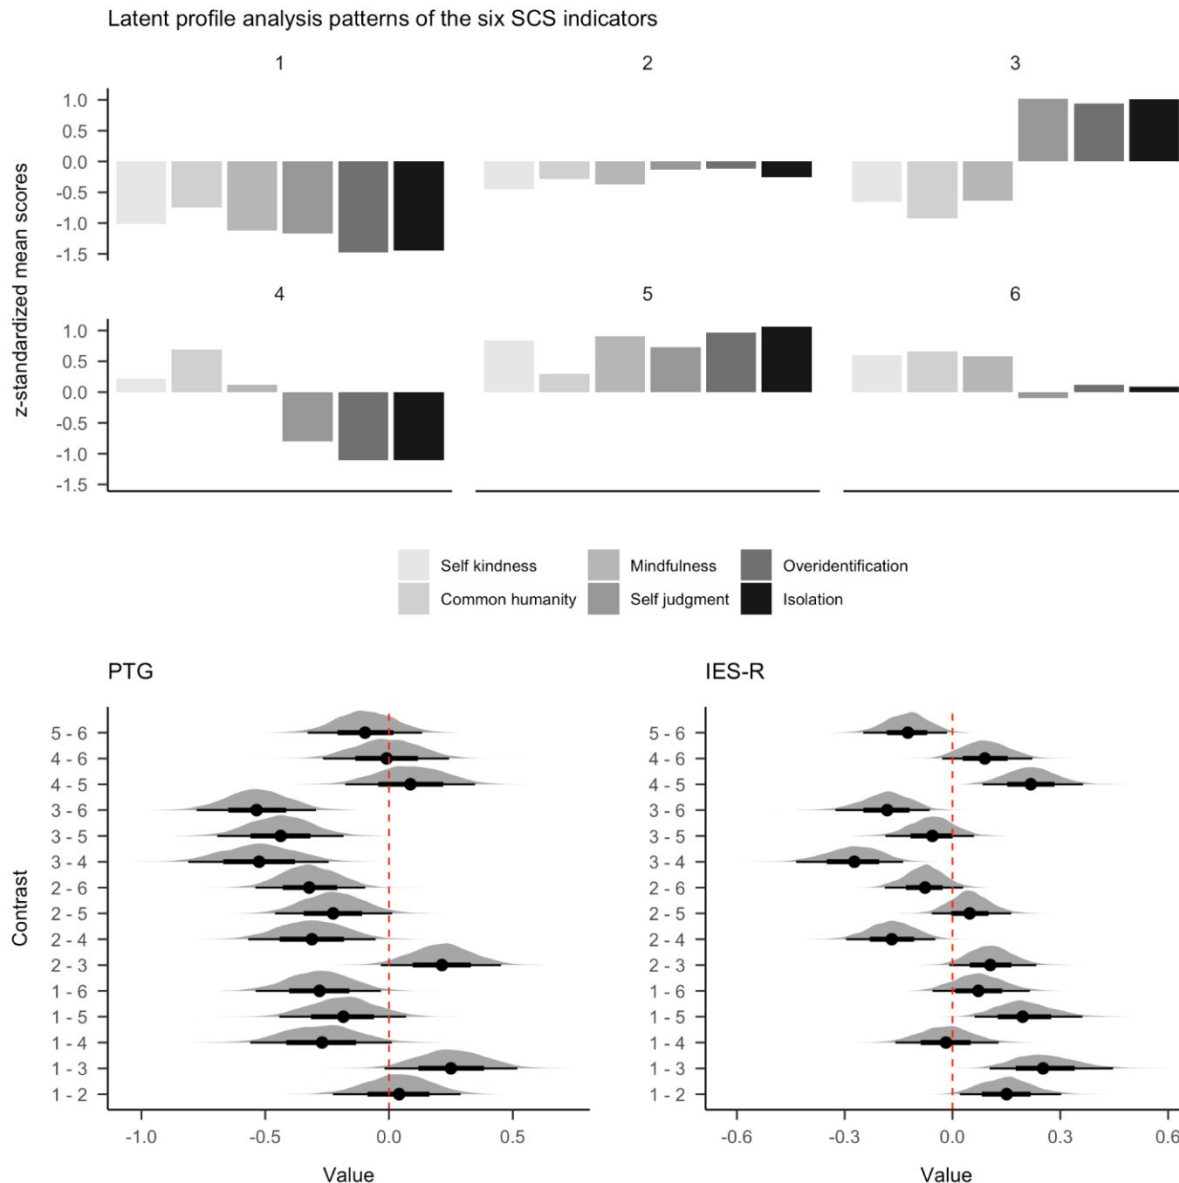 Latent profile analysis patterns of the six SCS indicators
1 2 3
1.0
0.5
0.0
-0.5
-1.0
-1.5
4 5 6
1.0
0.5
0.0
-0.5
-1.0
-1.5
z-standardized mean scores
Self kindness Mindfulness Overidentification
Common humanity Self judgment Isolation
PTG IES-R
5 - 6 5 - 6
4 - 6 4 - 6
4 - 5 4 - 5
3 - 6 3 - 6
3 - 5 3 - 5
3 - 4 3 - 4
2 - 6 2 - 6
2 - 5 2 - 5
2 - 4 2 - 4
2 - 3 2 - 3
1 - 6 1 - 6
1 - 5 1 - 5
1 - 4 1 - 4
1 - 3 1 - 3
1 - 2 1 - 2
Contrast
-1.0 -0.5 0.0 0.5 -0.6 -0.3 0.0 0.3 0.6
Value Value